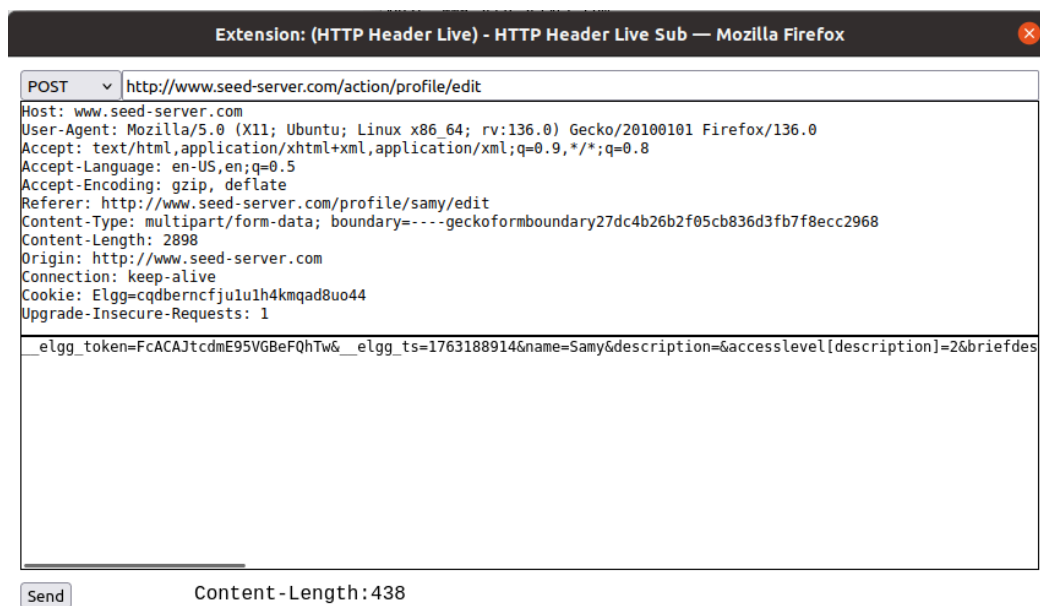 Extension: (HTTP Header Live) - HTTP Header Live Sub — Mozilla Firefox
POST http://www.seed-server.com/action/profile/edit
Host: www.seed-server.com
User-Agent: Mozilla/5.0 (X11; Ubuntu; Linux x86_64; rv:136.0) Gecko/20100101 Firefox/136.0
Accept: text/html,application/xhtml+xml,application/xml;q=0.9,*/*;q=0.8
Accept-Language: en-US,en;q=0.5
Accept-Encoding: gzip, deflate
Referer: http://www.seed-server.com/profile/samy/edit
Content-Type: multipart/form-data; boundary=----geckoformboundary27dc4b26b2f05cb836d3fb7f8ecc2968
Content-Length: 2898
Origin: http://www.seed-server.com
Connection: keep-alive
Cookie: Elgg=cqdberncfju1u1h4kmqad8uo44
Upgrade-Insecure-Requests: 1
__elgg_token=FcACAJtcdmE95VGBeFQhTw&__elgg_ts=1763188914&name=Samy&description=&accesslevel[description]=2&briefdes
Send Content-Length:438